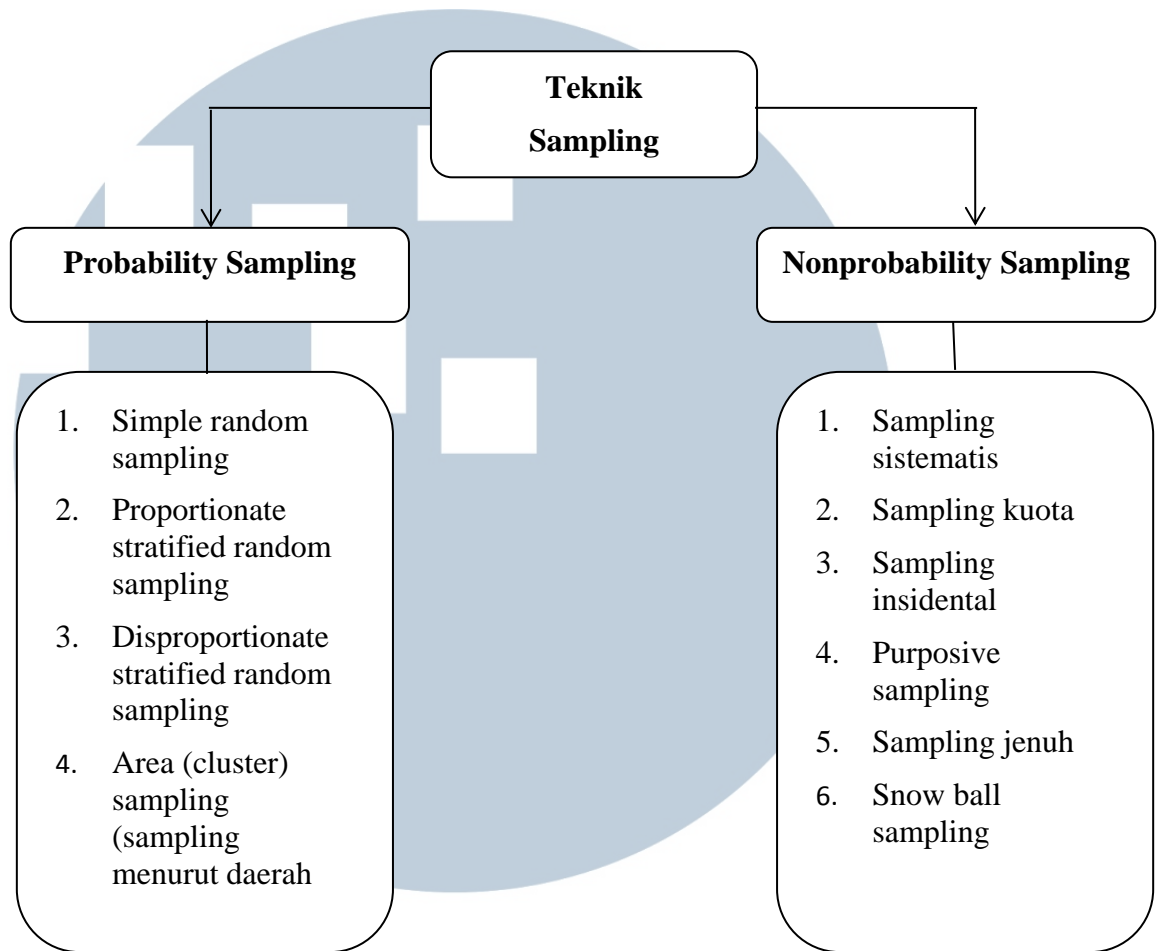 Teknik
Sampling
Probability Sampling
Nonprobability Sampling
1. Simple random
sampling
2. Proportionate
stratified random
sampling
3. Disproportionate
stratified random
sampling
4. Area (cluster)
sampling
(sampling
menurut daerah
1. Sampling
sistematis
2. Sampling kuota
3. Sampling
insidental
4. Purposive
sampling
5. Sampling jenuh
6. Snow ball
sampling